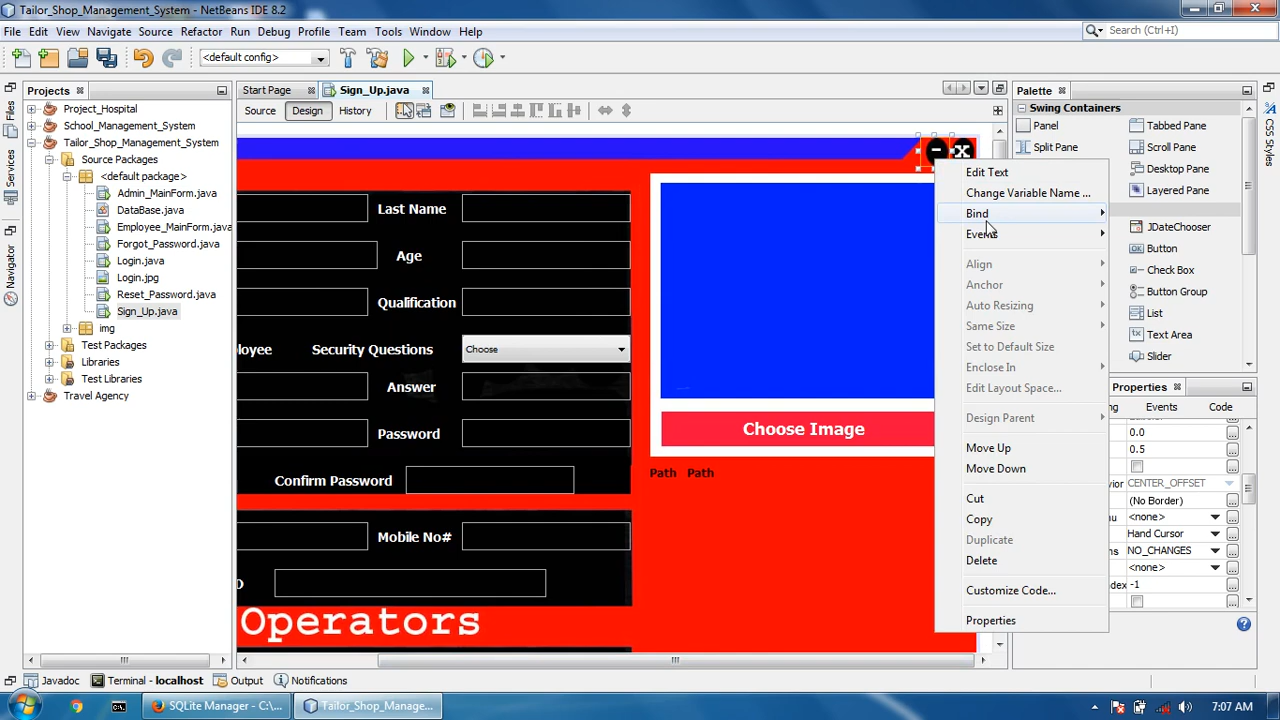 Tailor_Shop_Management_System - NetBeans IDE 8.2
File Edit View Navigate Source Refactor Run Debug Profile Team Tools Window Help
Search (Ctrl+I)
<default config>
Projects
Start Page
Sign_Up.java
Palette
Source Design History
Files
Services
Navigator
CSS Styles
Project_Hospital
School_Management_System
Tailor_Shop_Management_System
Source Packages
<default package>
Admin_MainForm.java
DataBase.java
Employee_MainForm.java
Forgot_Password.java
Login.java
Login.jpg
Reset_Password.java
Sign_Up.java
img
Test Packages
Libraries
Test Libraries
Travel Agency
- x
Last Name
Age
Qualification
Security Questions
Choose
Answer
Password
Confirm Password
Mobile No#
Operators
Choose Image
Path Path
Edit Text
Change Variable Name ...
Bind
Events
Align
Anchor
Auto Resizing
Same Size
Set to Default Size
Enclose In
Edit Layout Space...
Design Parent
Move Up
Move Down
Cut
Copy
Duplicate
Delete
Customize Code...
Properties
Swing Containers
Panel
Tabbed Pane
Split Pane
Scroll Pane
Desktop Pane
Layered Pane
JDateChooser
Button
Check Box
Button Group
List
Text Area
Slider
Properties
Events Code
0.0
0.5
CENTER_OFFSET
(No Border)
<none>
Hand Cursor
NO_CHANGES
<none>
-1
Javadoc
Terminal - localhost
Output
Notifications
SQLite Manager - C:\...
Tailor_Shop_Manage...
7:07 AM